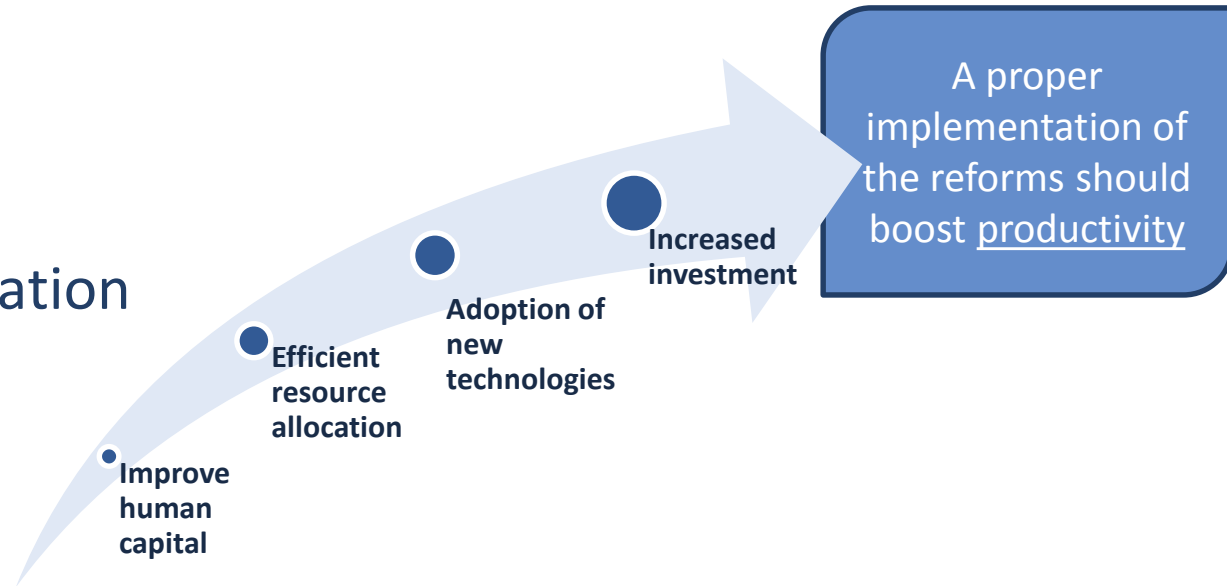 A proper
implementation of
the reforms should
boost productivity
Increased
investment
ation
Adoption of
new
technologies
Efficient
resource
allocation
Improve
human
capital